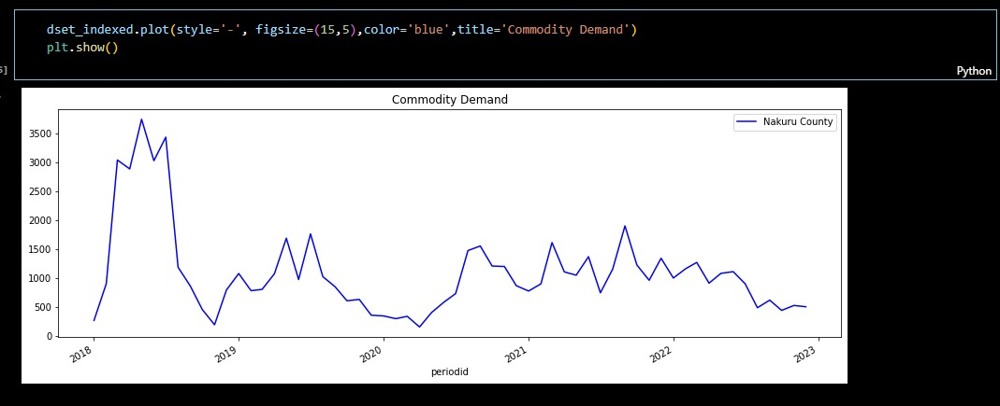 dset_indexed.plot(style='-', figsize=(15,5),color='blue',title='Commodity Demand')
plt.show()
Python
Commodity Demand
Nakuru County
3500
3000
2500
2000
1500
1000
500
0
2018
2019
2020
2021
2022
2023
periodid